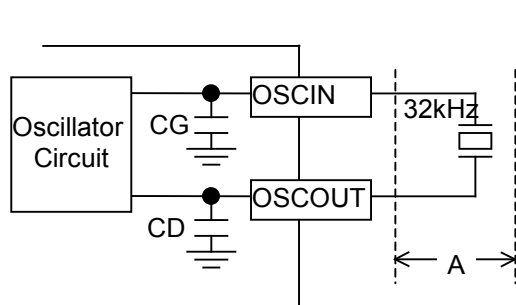 OSCIN
32kHz
CG
Oscillator
Circuit
OSCOUT
CD
A